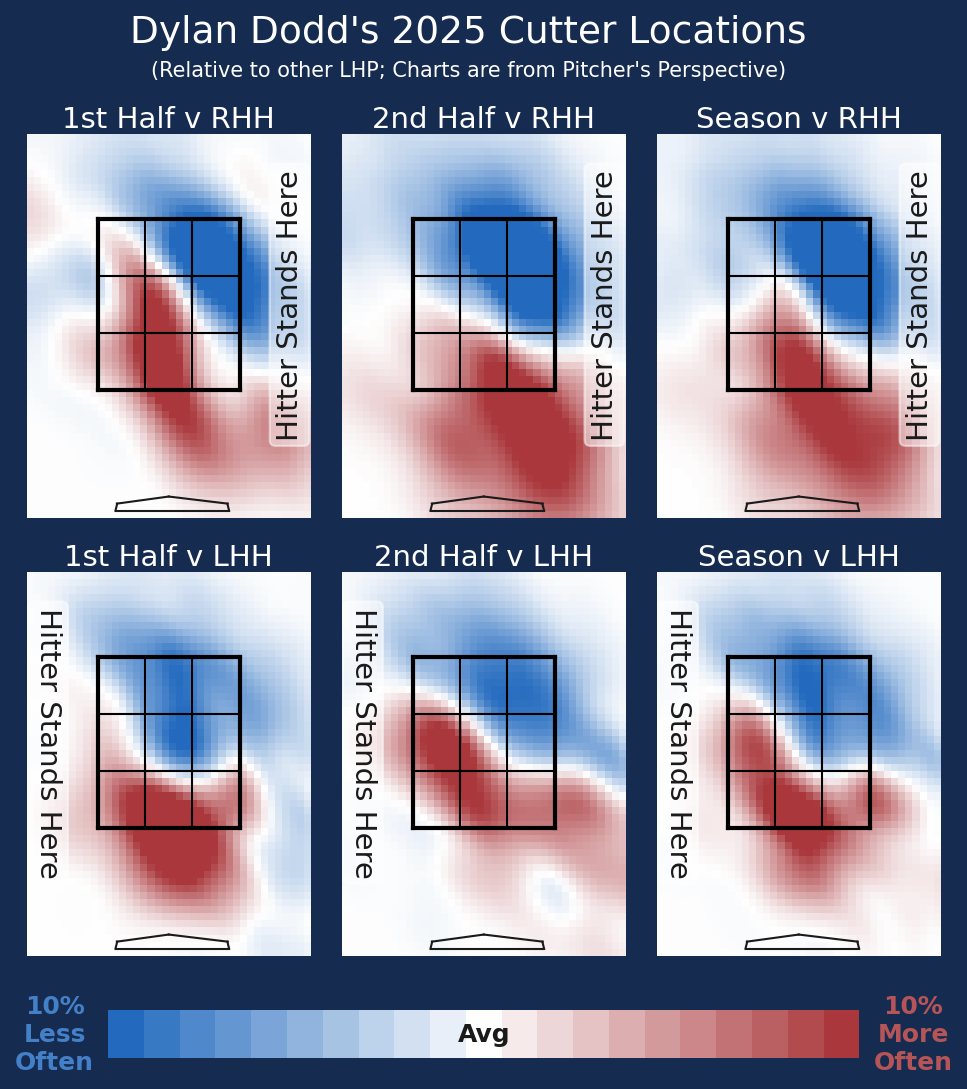 Dylan Dodd's 2025 Cutter Locations
(Relative to other LHP; Charts are from Pitcher's Perspective)
1st Half v RHH
2nd Half v RHH
Season v RHH
Hitter Stands Here
Hitter Stands Here
Hitter Stands Here
1st Half v LHH
2nd Half v LHH
Season v LHH
Hitter Stands Here
Hitter Stands Here
Hitter Stands Here
10%
Less
Often
Avg
10%
More
Often